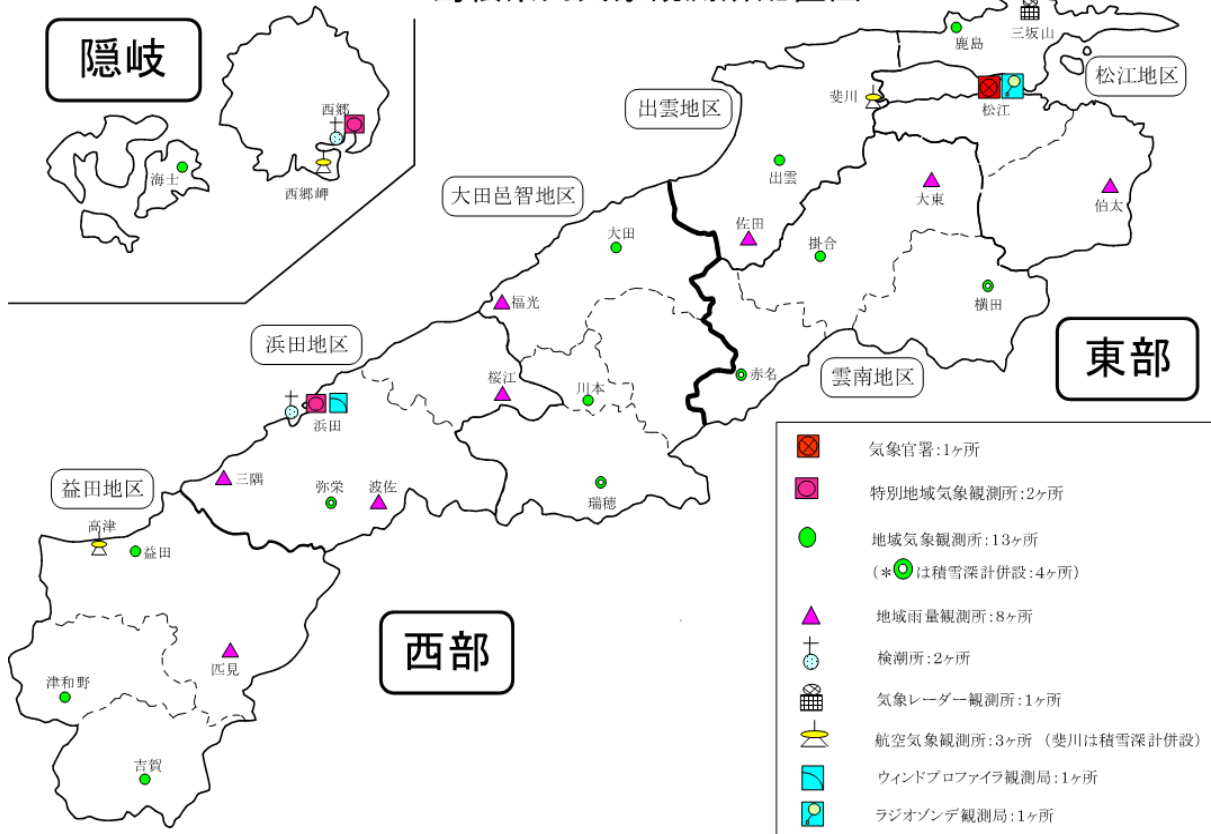 隠岐
西郷
海士
西郷岬
鹿島
三坂山
松江地区
出雲地区
斐川
松江
出雲
大東
伯太
大田邑智地区
佐田
大田
掛合
横田
福光
東部
浜田地区
赤名
雲南地区
桜江
川本
浜田
益田地区
三隅
弥栄
波佐
瑞穂
高津
益田
西部
匹見
津和野
吉賀
気象官署:1ヶ所
特別地域気象観測所:2ヶ所
地域気象観測所:13ヶ所
(*は積雪深計併設:4ヶ所)
地域雨量観測所:8ヶ所
検潮所:2ヶ所
気象レーダー観測所:1ヶ所
航空気象観測所:3ヶ所 (斐川は積雪深計併設)
ウィンドプロファイラ観測局:1ヶ所
ラジオゾンデ観測局:1ヶ所